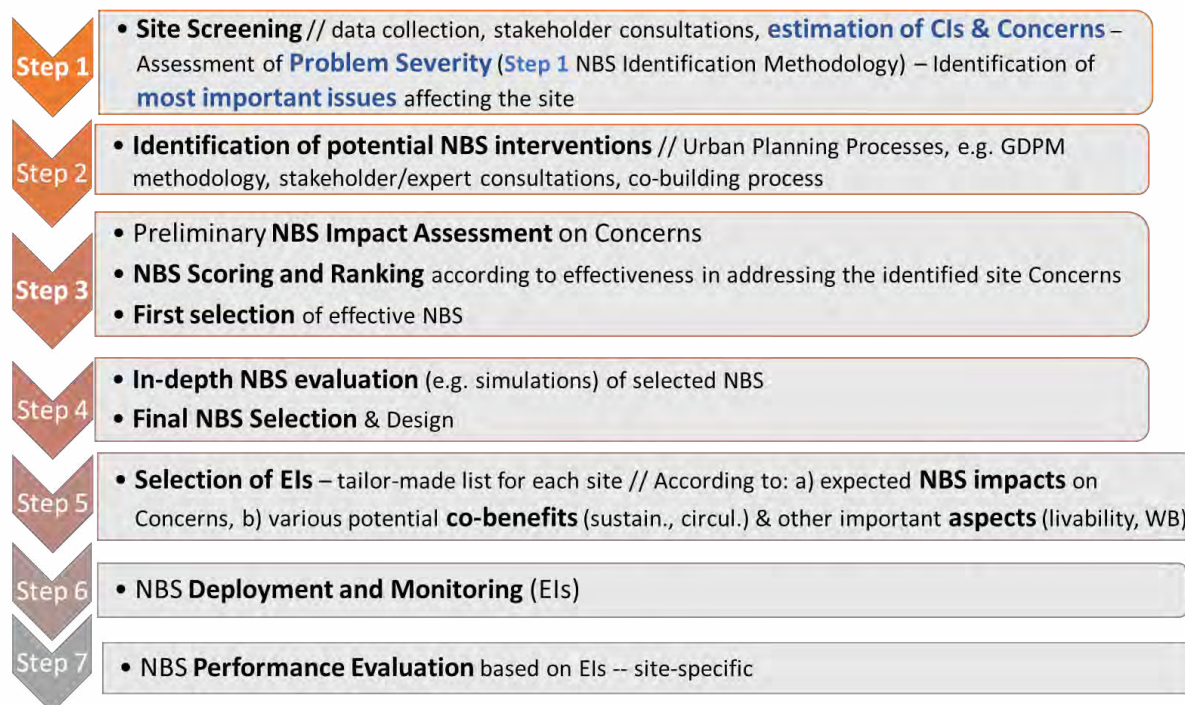 Step 1
• Site Screening // data collection, stakeholder consultations, estimation of CIs & Concerns –
Assessment of Problem Severity (Step 1 NBS Identification Methodology) – Identification of
most important issues affecting the site
Step 2
• Identification of potential NBS interventions // Urban Planning Processes, e.g. GDPM
methodology, stakeholder/expert consultations, co-building process
Step 3
• Preliminary NBS Impact Assessment on Concerns
• NBS Scoring and Ranking according to effectiveness in addressing the identified site Concerns
• First selection of effective NBS
Step 4
• In-depth NBS evaluation (e.g. simulations) of selected NBS
• Final NBS Selection & Design
Step 5
• Selection of EIs – tailor-made list for each site // According to: a) expected NBS impacts on
Concerns, b) various potential co-benefits (sustain., circul.) & other important aspects (livability, WB)
Step 6
• NBS Deployment and Monitoring (EIs)
Step 7
• NBS Performance Evaluation based on EIs -- site-specific